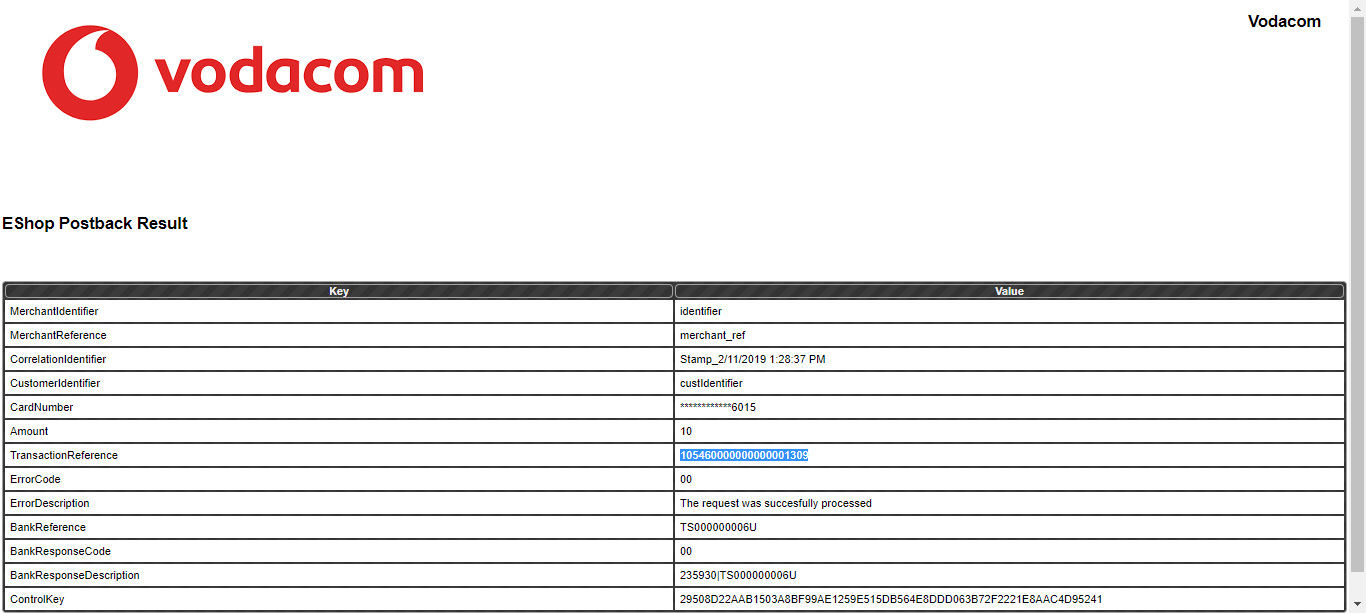 Vodacom
vodacom
EShop Postback Result
Key Value
MerchantIdentifier identifier
MerchantReference merchant_ref
CorrelationIdentifier Stamp_2/11/2019 1:28:37 PM
CustomerIdentifier custIdentifier
CardNumber ************6015
Amount 10
TransactionReference 105460000000000001309
ErrorCode 00
ErrorDescription The request was succesfully processed
BankReference TS000000006U
BankResponseCode 00
BankResponseDescription 235930|TS000000006U
ControlKey 29508D22AAB1503A8BF99AE1259E515DB564E8DDD063B72F2221E8AAC4D95241